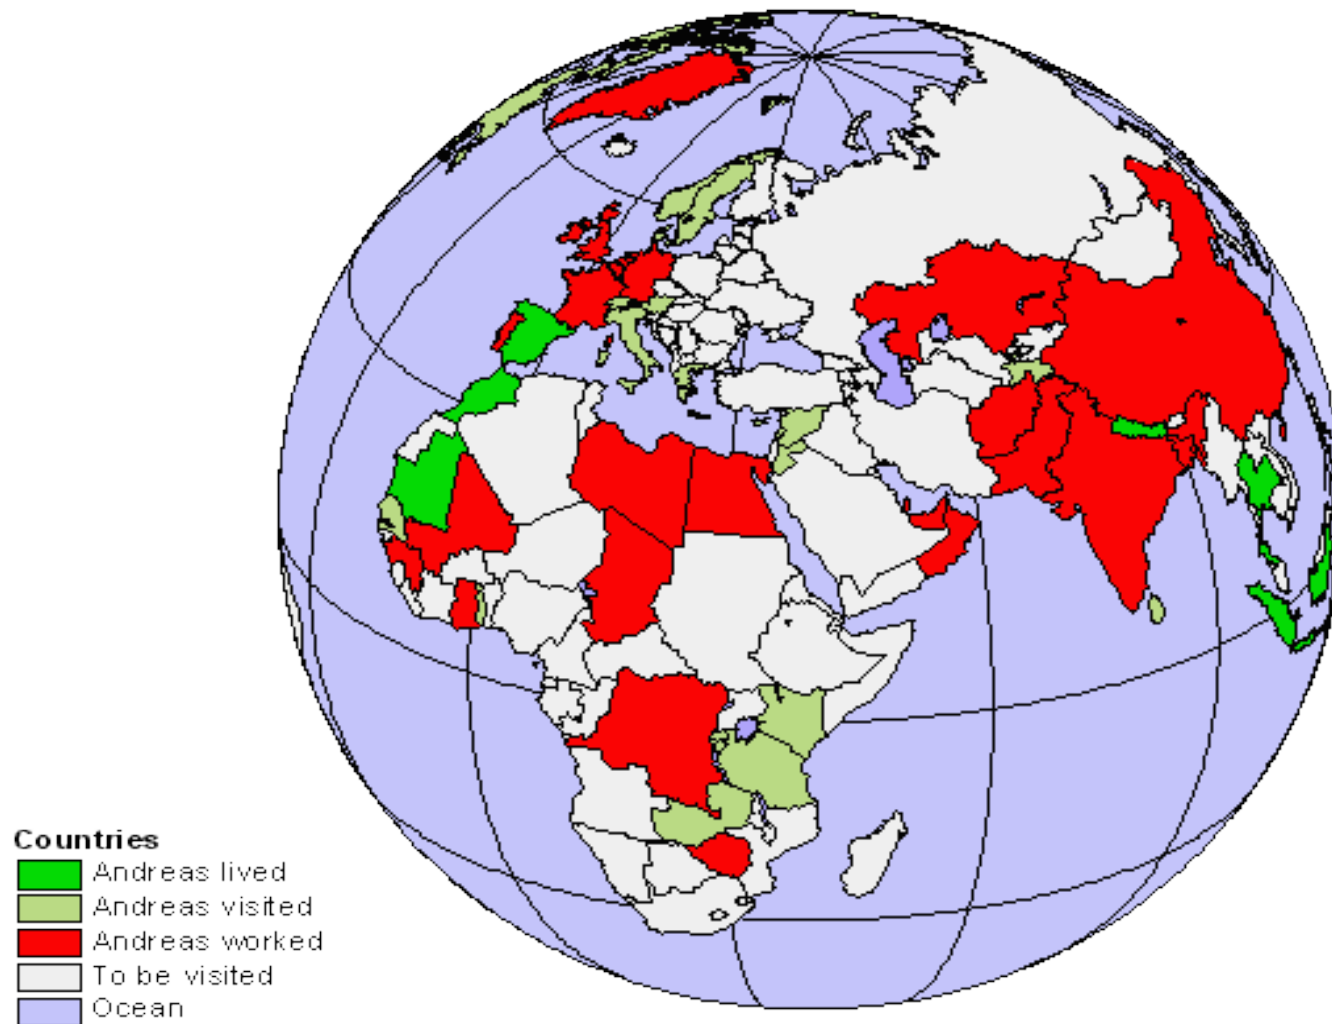 Countries
Andreas lived
Andreas visited
Andreas worked
To be visited
Ocean